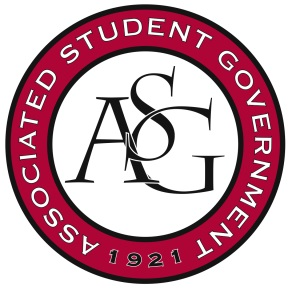 ASSOCIATED STUDENT GOVERNMENT
ASG
1921